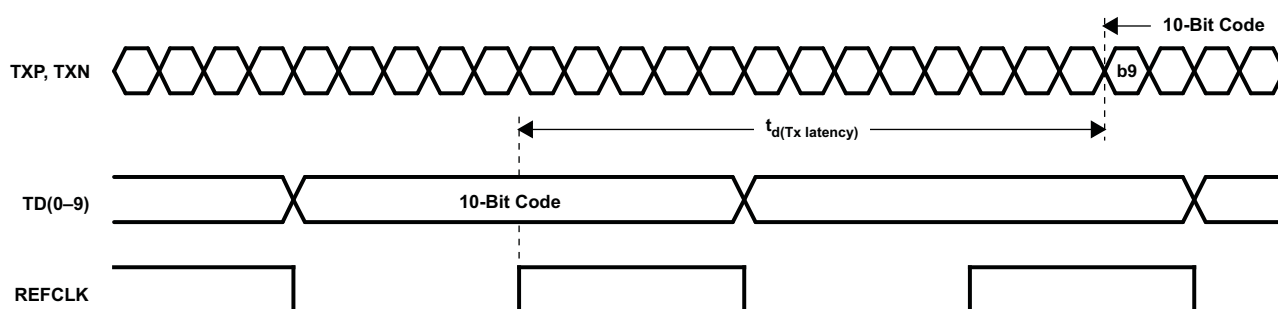 10-Bit Code
TXP, TXN
b9
td(Tx latency)
TD(0–9)
10-Bit Code
REFCLK